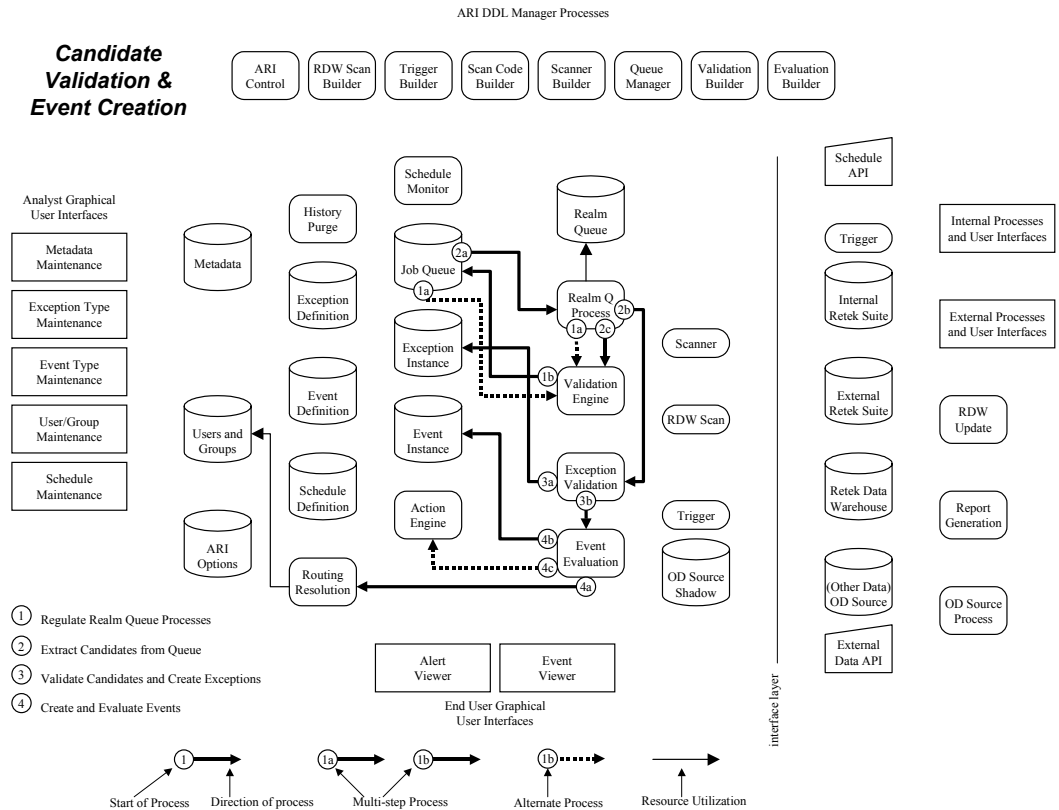 ARI DDL Manager Processes
Candidate
Validation &
Event Creation
ARI
Control
RDW Scan
Builder
Trigger
Builder
Scan Code
Builder
Scanner
Builder
Queue
Manager
Validation
Builder
Evaluation
Builder
Analyst Graphical
User Interfaces
Metadata
Maintenance
Exception Type
Maintenance
Event Type
Maintenance
User/Group
Maintenance
Schedule
Maintenance
Metadata
Users and
Groups
ARI
Options
History
Purge
Exception
Definition
Event
Definition
Schedule
Definition
Routing
Resolution
Schedule
Monitor
Job Queue
2a
1a
Exception
Instance
Event
Instance
Action
Engine
Realm
Queue
Realm Q
Process
2b
1a
2c
1b
Validation
Engine
3a
Exception
Validation
3b
4b
Event
Evaluation
4c
4a
Scanner
RDW Scan
Trigger
OD Source
Shadow
interface layer
Schedule
API
Trigger
Internal
Retek Suite
External
Retek Suite
Retek Data
Warehouse
(Other Data)
OD Source
External
Data API
Internal Processes
and User Interfaces
External Processes
and User Interfaces
RDW
Update
Report
Generation
OD Source
Process
1 Regulate Realm Queue Processes
2 Extract Candidates from Queue
3 Validate Candidates and Create Exceptions
4 Create and Evaluate Events
Alert
Viewer
Event
Viewer
End User Graphical
User Interfaces
1
1a
1b
1b
Start of Process
Direction of process
Multi-step Process
Alternate Process
Resource Utilization